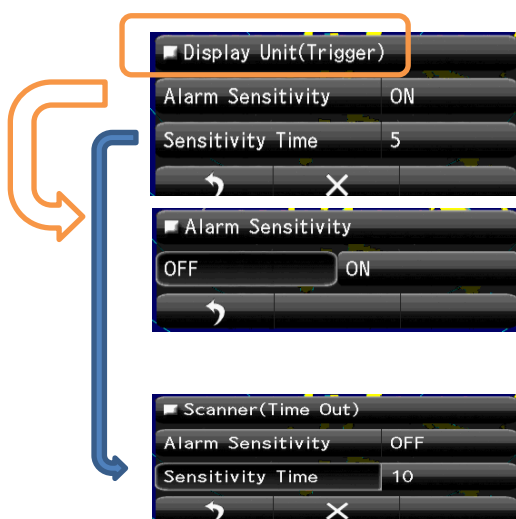 Display Unit(Trigger)
Alarm Sensitivity ON
Sensitivity Time 5
Alarm Sensitivity
OFF ON
Scanner(Time Out)
Alarm Sensitivity OFF
Sensitivity Time 10